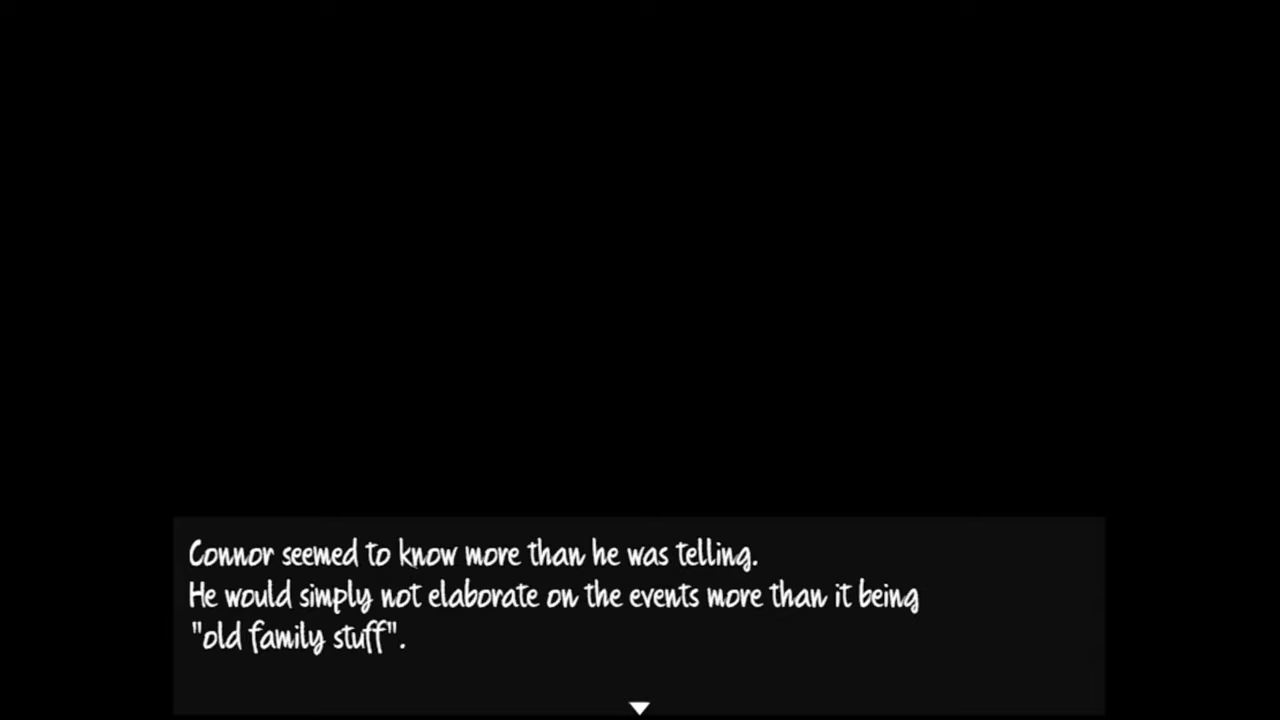 Connor seemed to know more than he was telling.
He would simply not elaborate on the events more than it being
"old family stuff".